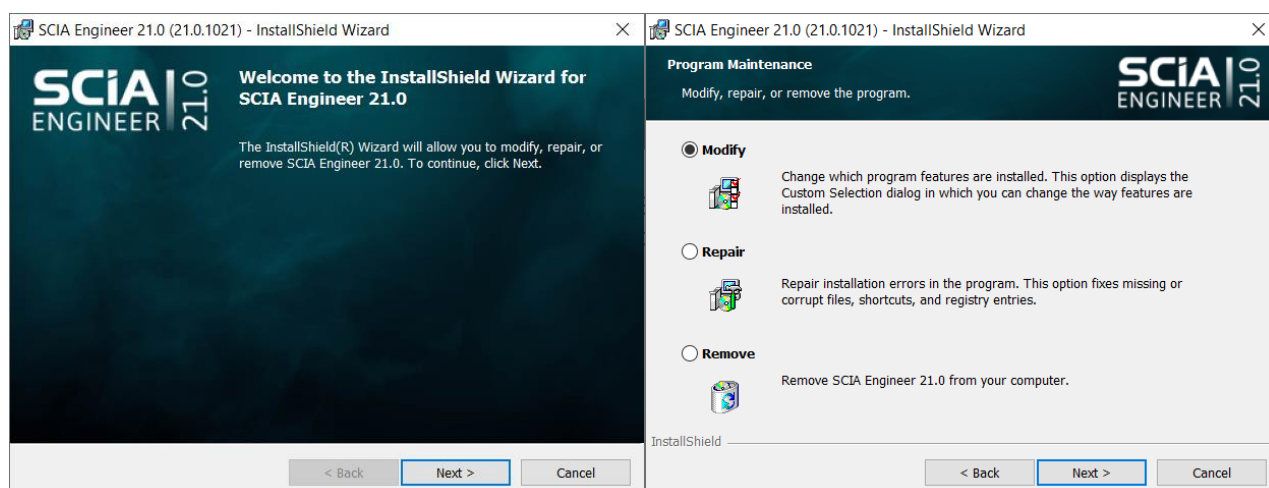 SCIA Engineer 21.0 (21.0.1021) - InstallShield Wizard
SCiA
ENGINEER
21.0
Welcome to the InstallShield Wizard for
SCIA Engineer 21.0
The InstallShield(R) Wizard will allow you to modify, repair, or
remove SCIA Engineer 21.0. To continue, click Next.
< Back
Next >
Cancel
SCIA Engineer 21.0 (21.0.1021) - InstallShield Wizard
Program Maintenance
Modify, repair, or remove the program.
SCiA
ENGINEER
21.0
Modify
Change which program features are installed. This option displays the
Custom Selection dialog in which you can change the way features are
installed.
Repair
Repair installation errors in the program. This option fixes missing or
corrupt files, shortcuts, and registry entries.
Remove
Remove SCIA Engineer 21.0 from your computer.
InstallShield
< Back
Next >
Cancel